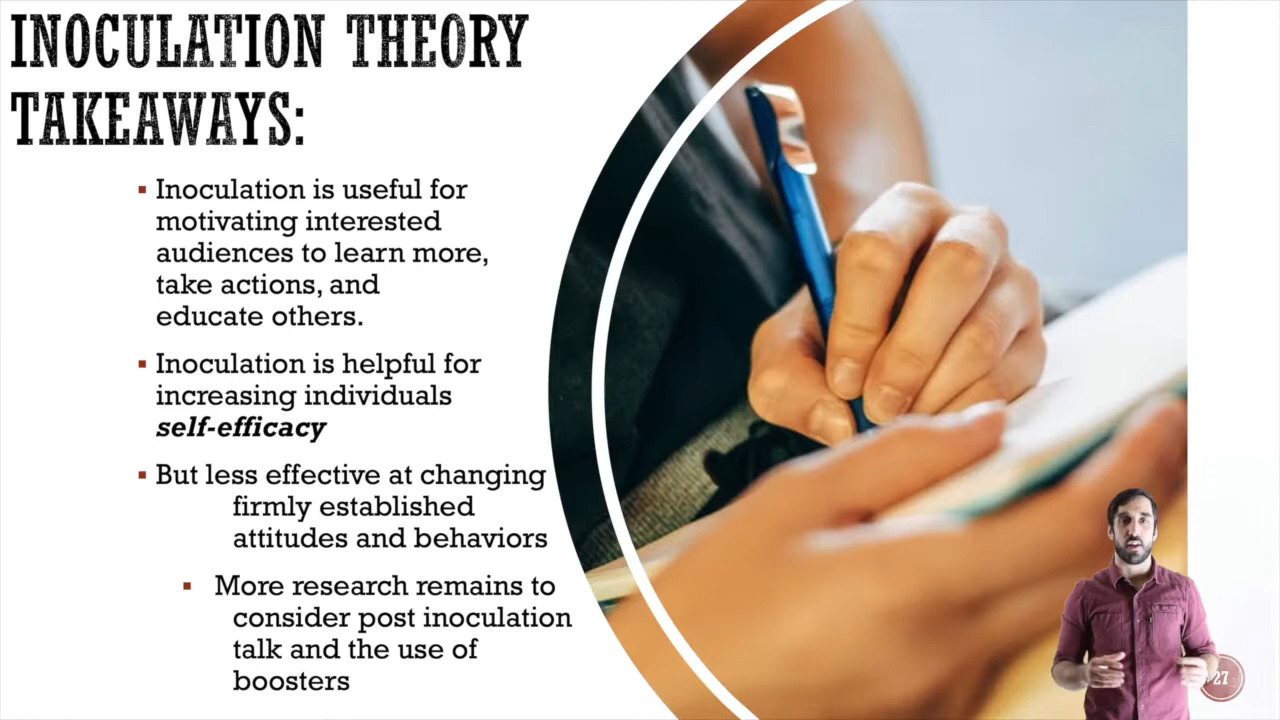 INOCULATION THEORY
TAKEAWAYS:
▪ Inoculation is useful for
motivating interested
audiences to learn more,
take actions, and
educate others.
▪ Inoculation is helpful for
increasing individuals
self-efficacy
▪ But less effective at changing
firmly established
attitudes and behaviors
▪ More research remains to
consider post inoculation
talk and the use of
boosters
27